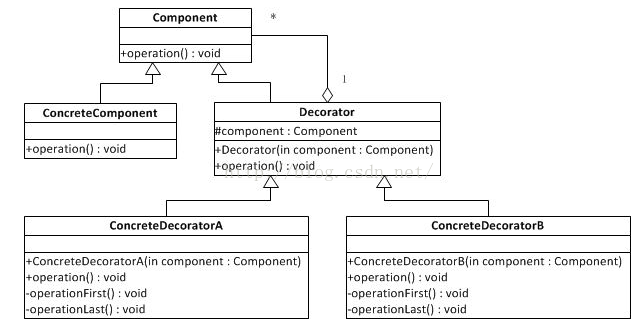 Component
*
+operation() : void
1
ConcreteComponent
+operation() : void
Decorator
#component : Component
+Decorator(in component : Component)
+operation() : void
http://blog.csdn.net/
ConcreteDecoratorA
+ConcreteDecoratorA(in component : Component)
+operation() : void
-operationFirst() : void
-operationLast() : void
ConcreteDecoratorB
+ConcreteDecoratorB(in component : Component)
+operation() : void
-operationFirst() : void
-operationLast() : void